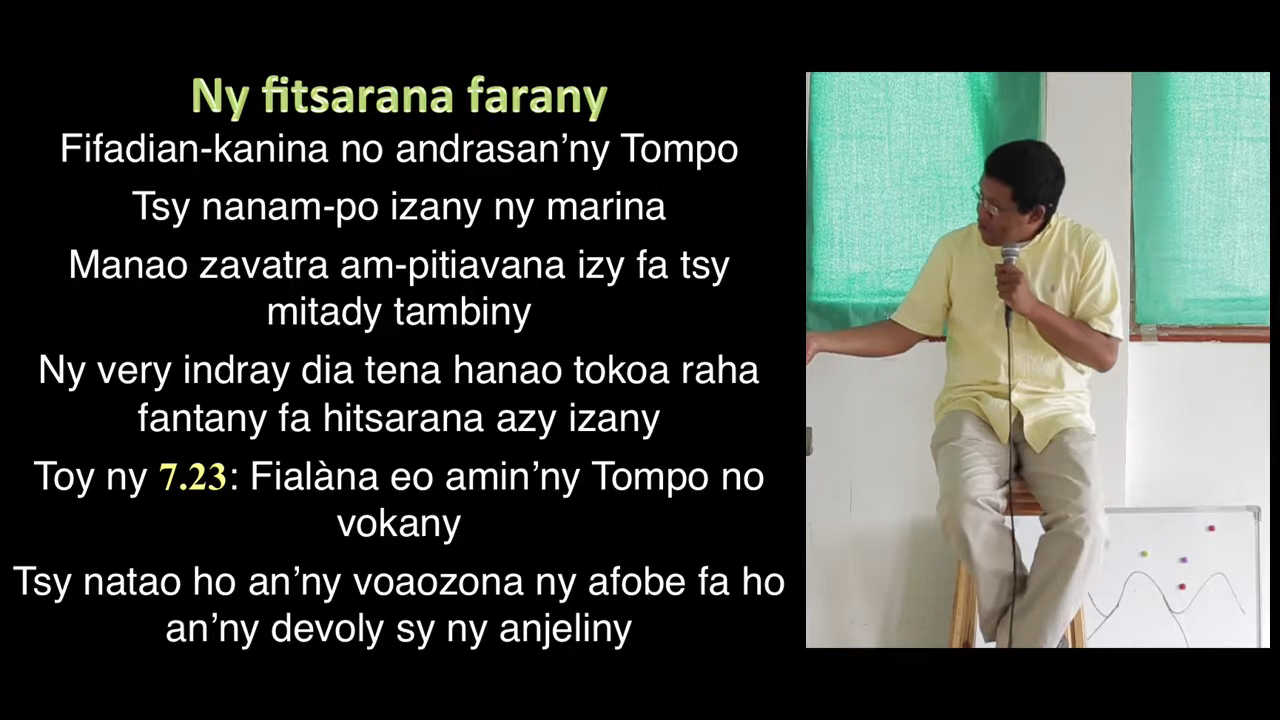 Ny fitsarana farany
Fifadian-kanina no andrasan’ny Tompo
Tsy nanam-po izany ny marina
Manao zavatra am-pitiavana izy fa tsy
mitady tambiny
Ny very indray dia tena hanao tokoa raha
fantany fa hitsarana azy izany
Toy ny 7.23: Fialàna eo amin’ny Tompo no
vokany
Tsy natao ho an’ny voaozona ny afobe fa ho
an’ny devoly sy ny anjeliny